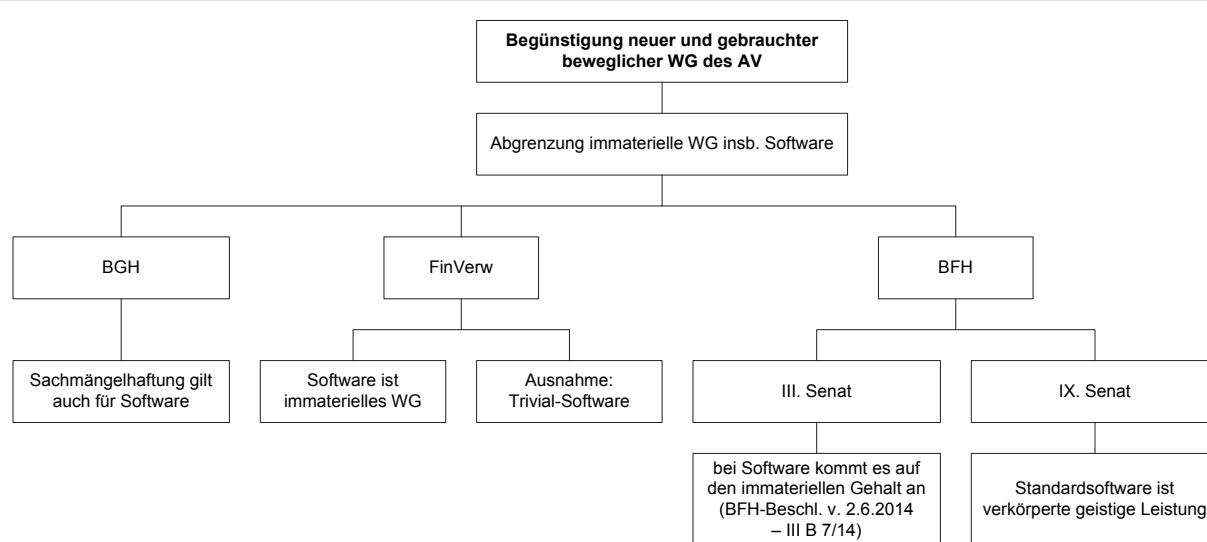 Begünstigung neuer und gebrauchter
beweglicher WG des AV
Abgrenzung immaterielle WG insb. Software
BGH
FinVerw
BFH
Sachmängelhaftung gilt
auch für Software
Software ist
immaterielles WG
Ausnahme:
Trivial-Software
III. Senat
IX. Senat
bei Software kommt es auf
den immateriellen Gehalt an
(BFH-Beschl. v. 2.6.2014
– III B 7/14)
Standardsoftware ist
verkörperte geistige Leistung